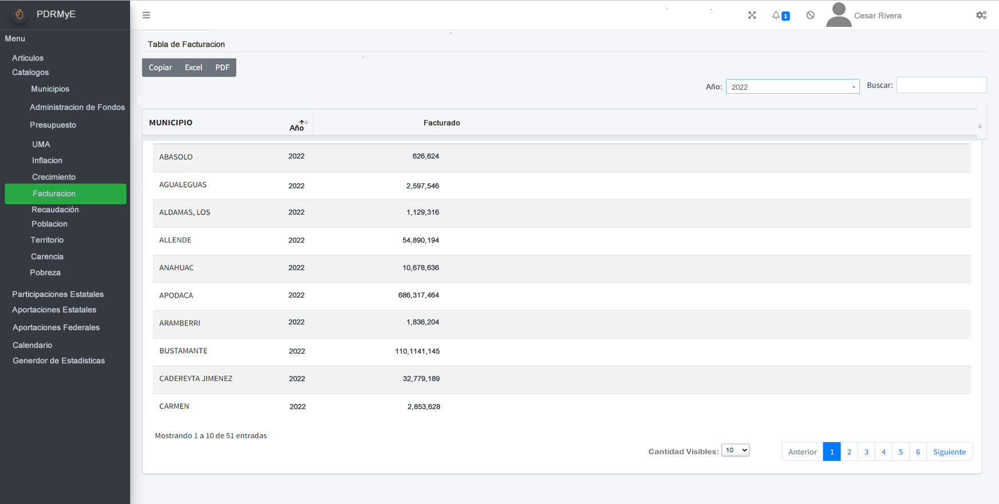 PDRMyE
Menu
Articulos
Catalogos
Municipios
Administracion de Fondos
Presupuesto
UMA
Inflacion
Crecimiento
Facturacion
Recaudación
Poblacion
Territorio
Carencia
Pobreza
Participaciones Estatales
Aportaciones Estatales
Aportaciones Federales
Calendario
Generdor de Estadisticas
1
Cesar Rivera
Tabla de Facturacion
Copiar Excel PDF
Año: 2022 Buscar:
MUNICIPIO Año Facturado
ABASOLO 2022 626,624
AGUALEGUAS 2022 2,597,546
ALDAMAS, LOS 2022 1,129,316
ALLENDE 2022 54,890,194
ANAHUAC 2022 10,678,636
APODACA 2022 686,317,464
ARAMBERRI 2022 1,836,204
BUSTAMANTE 2022 110,1141,145
CADEREYTA JIMENEZ 2022 32,779,189
CARMEN 2022 2,853,628
Mostrando 1 a 10 de 51 entradas
Cantidad Visibles: 10
Anterior 1 2 3 4 5 6 Siguiente